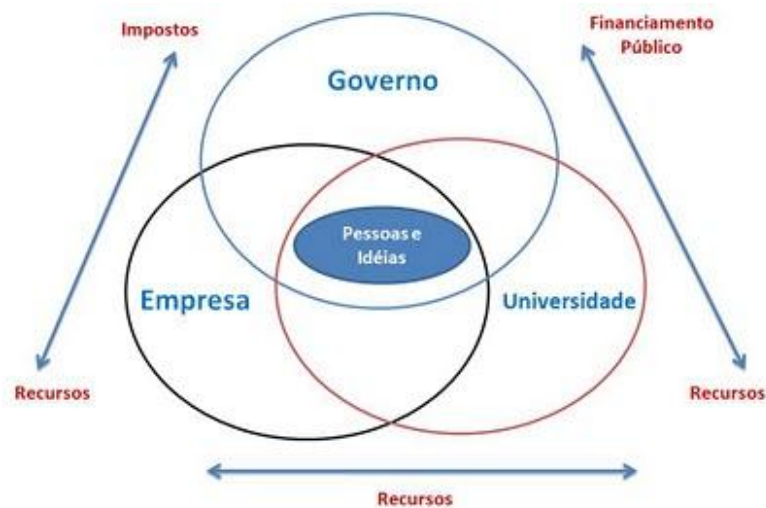 Impostos
Financiamento
Público
Governo
Pessoas e
Idéias
Empresa
Universidade
Recursos
Recursos
Recursos